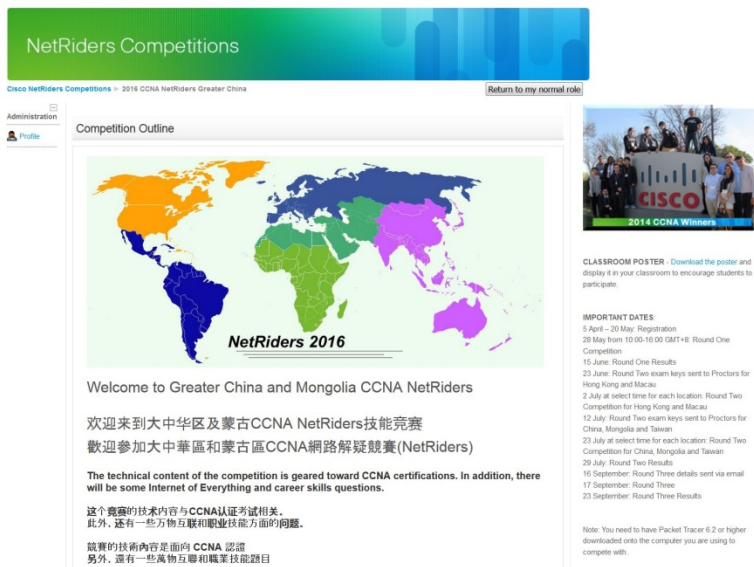 NetRiders Competitions
Cisco NetRiders Competitions ► 2016 CCNA NetRiders Greater China
Return to my normal role
Administration
Profile
Competition Outline
NetRiders 2016
Welcome to Greater China and Mongolia CCNA NetRiders
欢迎来到大中华区及蒙古CCNA NetRiders技能竞赛
歡迎參加大中華區和蒙古區CCNA網路解疑競賽(NetRiders)
The technical content of the competition is geared toward CCNA certifications. In addition, there
will be some Internet of Everything and career skills questions.
这个竞赛的技术内容与CCNA认证考试相关。
此外，还有一些万物互联和职业技能方面的问题。
競賽的技術內容是面向 CCNA 認證
另外，還有一些萬物互聯和職業技能題目
CISCO
2014 CCNA Winners
CLASSROOM POSTER - Download the poster and
display it in your classroom to encourage students to
participate.
IMPORTANT DATES:
5 April – 20 May: Registration
28 May from 10:00-16:00 GMT+8: Round One
Competition
15 June: Round One Results
23 June: Round Two exam keys sent to Proctors for
Hong Kong and Macau
2 July at select time for each location: Round Two
Competition for Hong Kong and Macau
12 July: Round Two exam keys sent to Proctors for
China, Mongolia and Taiwan
23 July at select time for each location: Round Two
Competition for China, Mongolia and Taiwan
29 July: Round Two Results
16 September: Round Three details sent via email
17 September: Round Three
23 September: Round Three Results
Note: You need to have Packet Tracer 6.2 or higher
downloaded onto the computer you are using to
compete with.